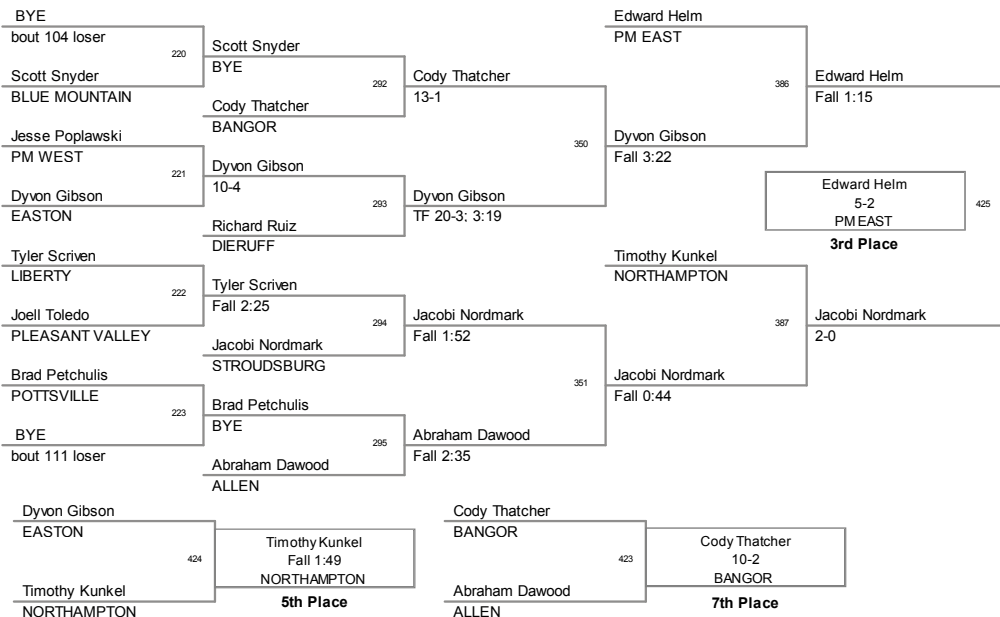 BYE
bout 104 loser
220
Scott Snyder
BLUE MOUNTAIN
Jesse Poplawski
PM WEST
221
Dyvon Gibson
EASTON
Tyler Scriven
LIBERTY
222
Joell Toledo
PLEASANT VALLEY
Brad Petchulis
POTTSVILLE
223
BYE
bout 111 loser
Scott Snyder
BYE
292
Cody Thatcher
BANGOR
Dyvon Gibson
10-4
293
Richard Ruiz
DIERUFF
Tyler Scriven
Fall 2:25
294
Jacobi Nordmark
STROUDSBURG
Brad Petchulis
BYE
295
Abraham Dawood
ALLEN
Cody Thatcher
13-1
350
Dyvon Gibson
TF 20-3; 3:19
Jacobi Nordmark
Fall 1:52
351
Abraham Dawood
Fall 2:35
Edward Helm
PM EAST
386
Dyvon Gibson
Fall 3:22
Timothy Kunkel
NORTHAMPTON
387
Jacobi Nordmark
Fall 0:44
Edward Helm
Fall 1:15
Edward Helm
5-2
PM EAST
425
3rd Place
Jacobi Nordmark
2-0
Dyvon Gibson
EASTON
424
Timothy Kunkel
NORTHAMPTON
Timothy Kunkel
Fall 1:49
NORTHAMPTON
5th Place
Cody Thatcher
BANGOR
423
Abraham Dawood
ALLEN
Cody Thatcher
10-2
BANGOR
7th Place